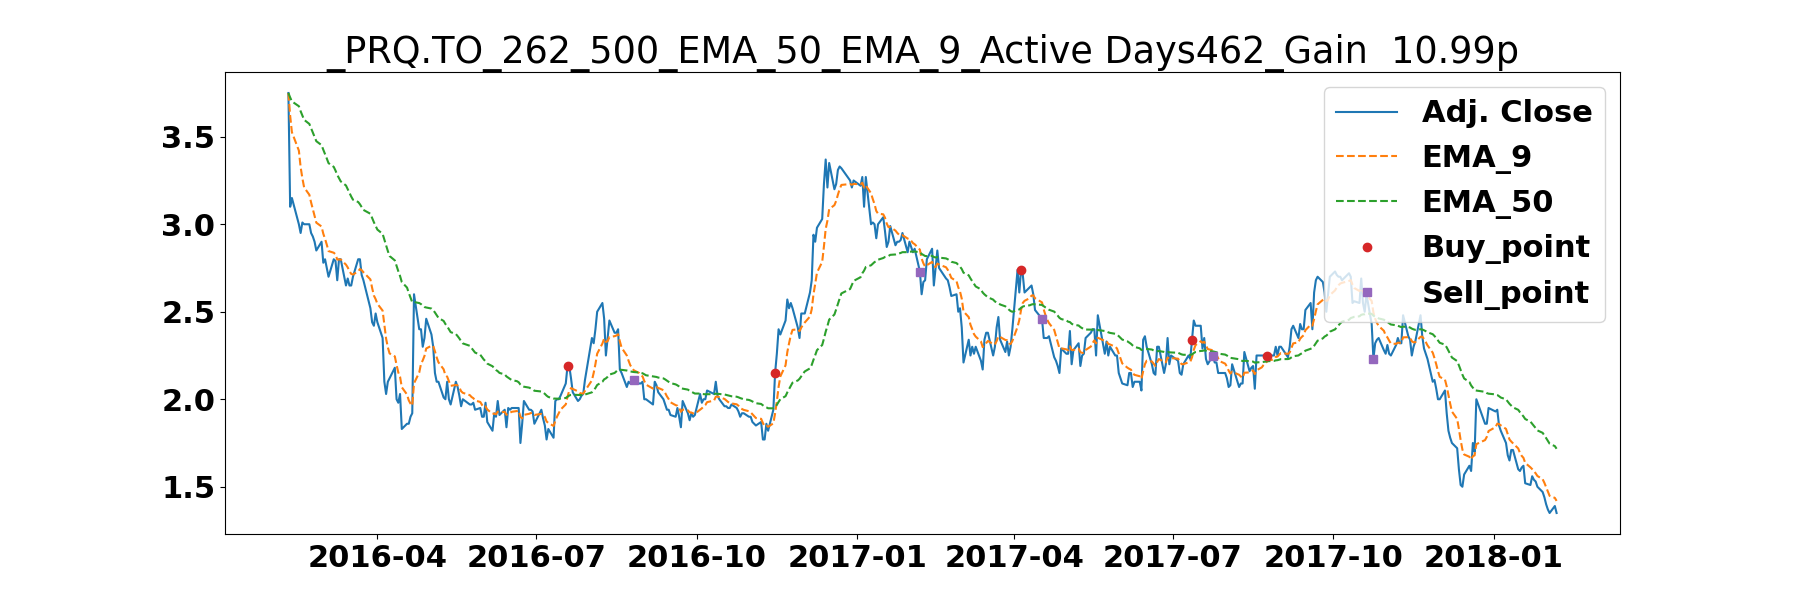 _PRQ.TO_262_500_EMA_50_EMA_9_Active Days462_Gain  10.99p
Adj. Close
EMA_9
EMA_50
Buy_point
Sell_point
3.5
3.0
2.5
2.0
1.5
2016-04 2016-07 2016-10 2017-01 2017-04 2017-07 2017-10 2018-01